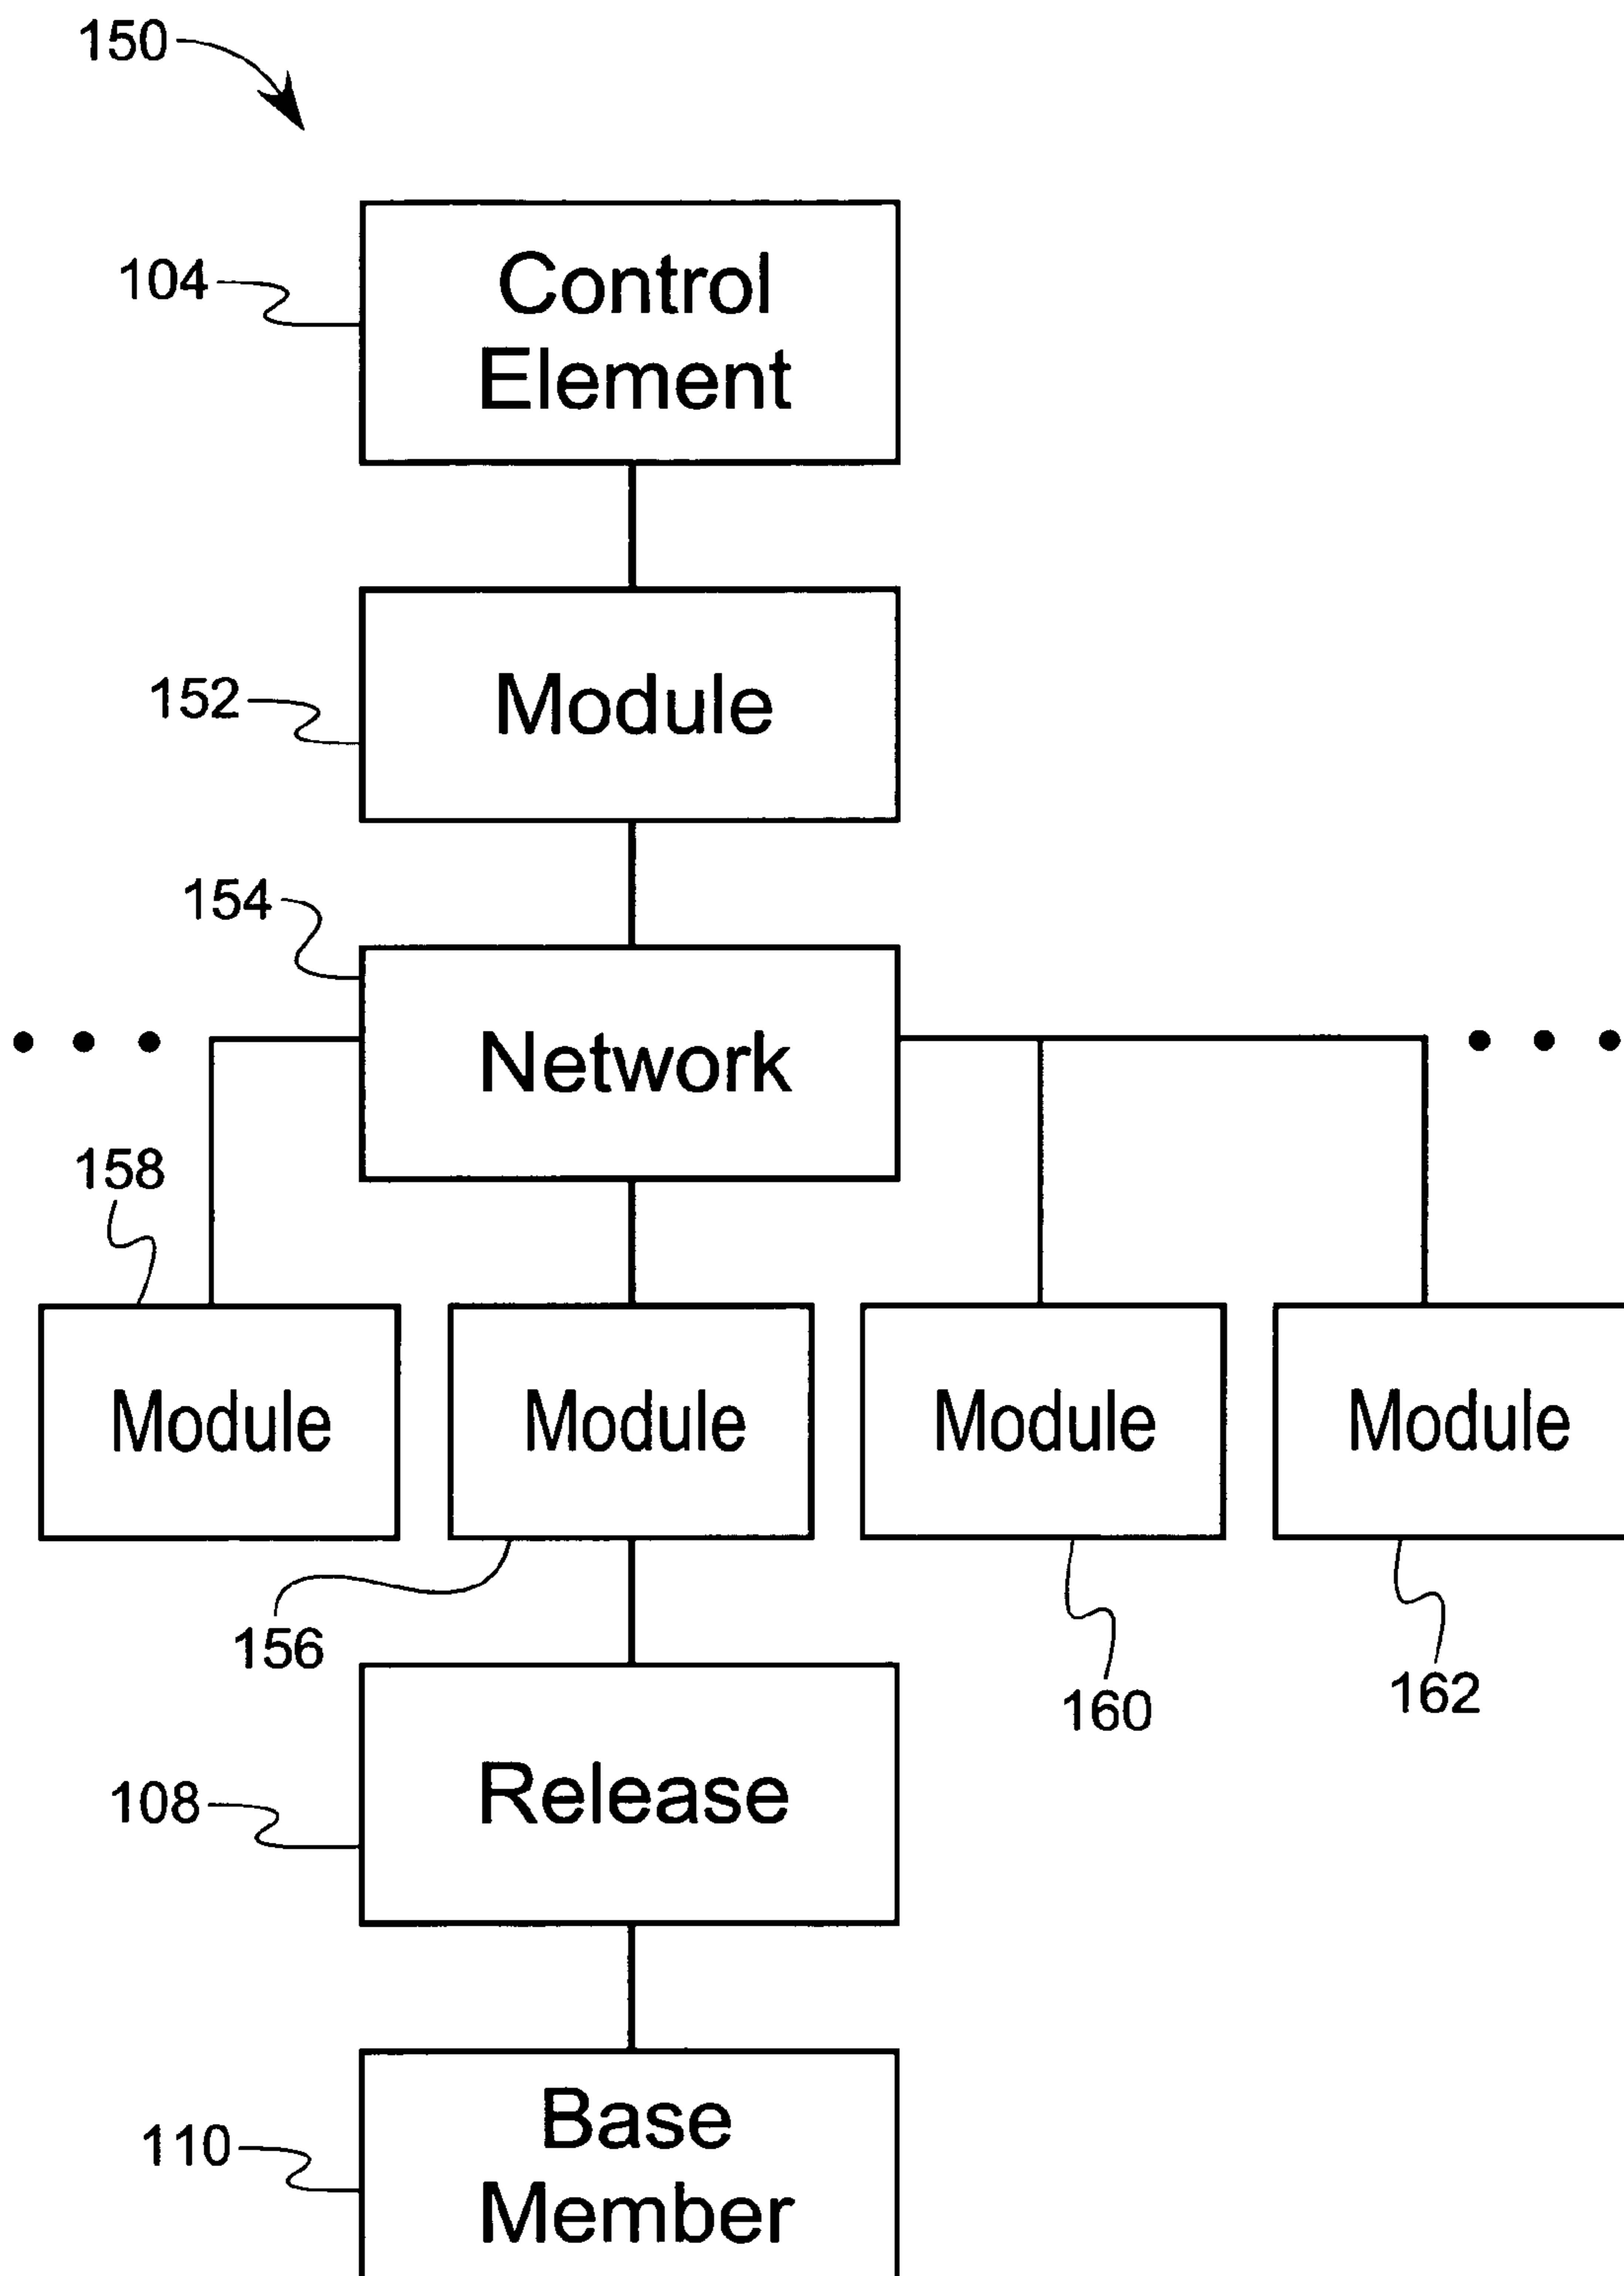 150
104
Control
Element
152
Module
154
Network
158
Module
Module
Module
Module
156
160
162
108
Release
110
Base
Member